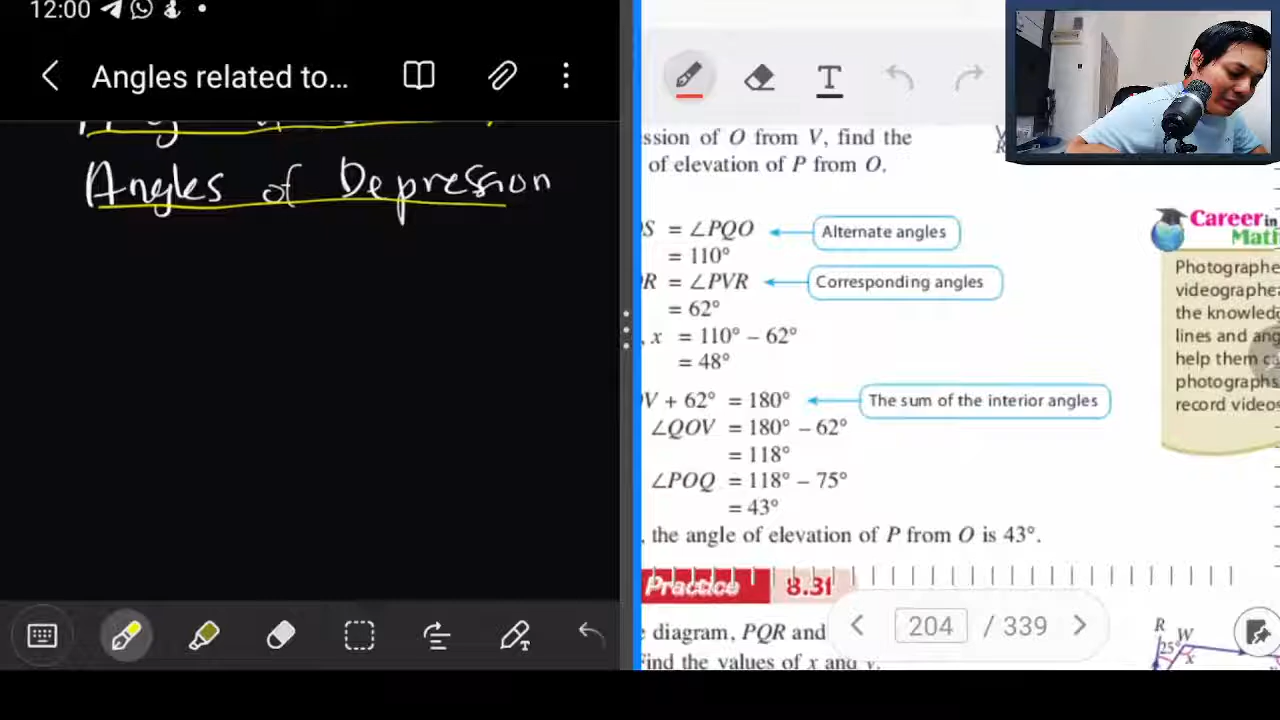 12:00
Angles related to...
Angles of Depression
T
ssion of O from V, find the
of elevation of P from O.
S = ∠PQO
Alternate angles
= 110°
R = ∠PVR
Corresponding angles
= 62°
x = 110° – 62°
= 48°
V + 62° = 180°
The sum of the interior angles
∠QOV = 180° – 62°
= 118°
∠POQ = 118° – 75°
= 43°
, the angle of elevation of P from O is 43°.
Career in
Math
Photographe
videographe
the knowledg
lines and ang
help them ca
photographs
record videos
Practice 8.3f
204 / 339
diagram, PQR and
Find the values of x and y.
R
W
25°
x